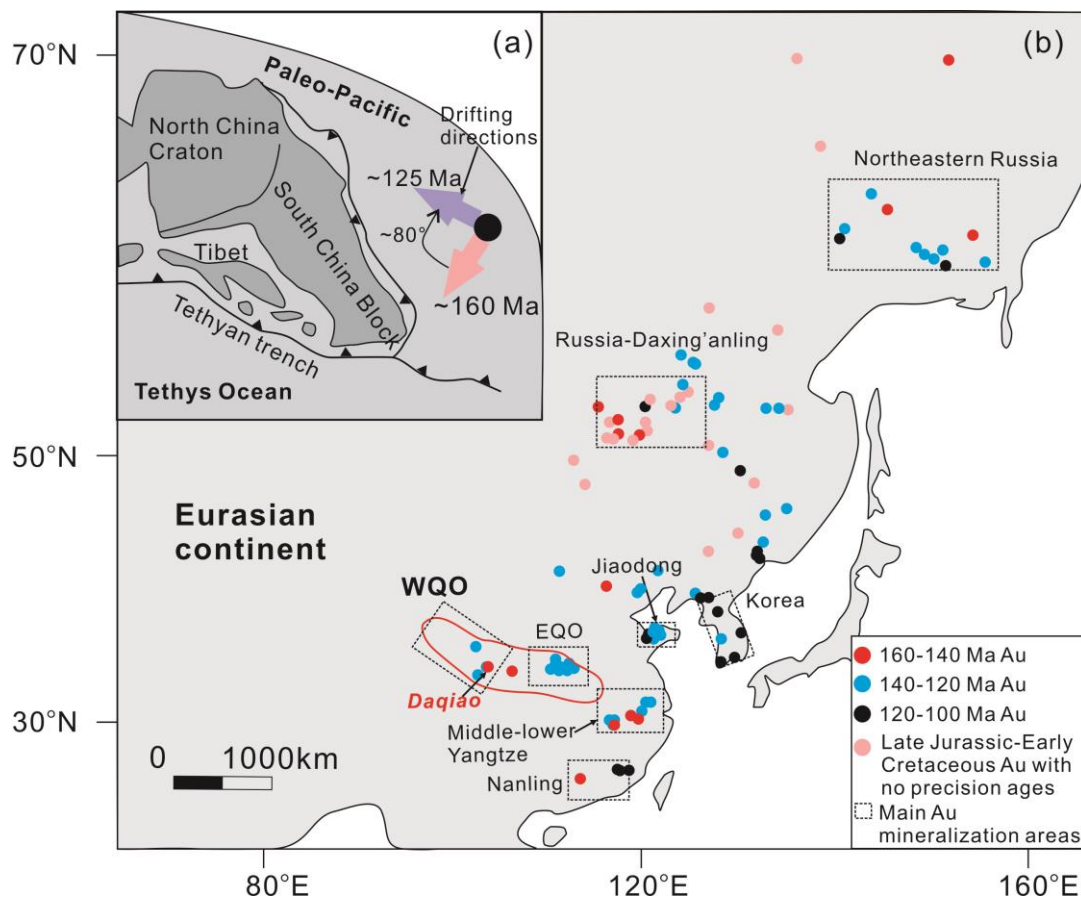 70°N
50°N
30°N
(a)
Paleo-Pacific
Drifting
directions
North China
Craton
~125 Ma
~80°
~160 Ma
South China Block
Tibet
Tethyan trench
Tethys Ocean
(b)
Northeastern Russia
Russia-Daxing'anling
Eurasian
continent
WQO
Jiaodong
Korea
EQO
Daqiao
Middle-lower
Yangtze
Nanling
0 1000km
160-140 Ma Au
140-120 Ma Au
120-100 Ma Au
Late Jurassic-Early
Cretaceous Au with
no precision ages
Main Au
mineralization areas
80°E
120°E
160°E